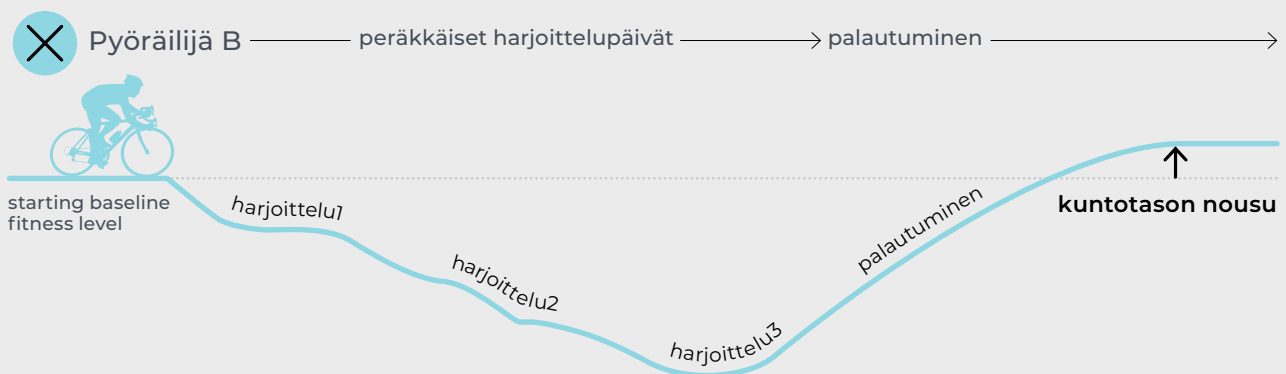 Pyöräilijä B
peräkkäiset harjoittelupäivät
palautuminen
starting baseline
fitness level
harjoittelu1
harjoittelu2
harjoittelu3
palautuminen
kuntotason nousu